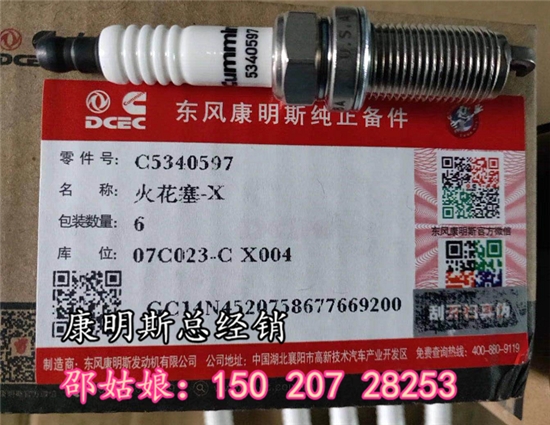 Cummins
5340597
U.S.A
DCEC
东风康明斯纯正备件
零件号: C5340597
名称: 火花塞-X
包装数量: 6
库位: 07C023-C X004
东风康明斯官方微信
CC14N4520758677669200
康明斯总经销
制造商: 东风康明斯发动机有限公司 公司地址: 中国湖北襄阳市高新技术汽车产业开发区 免费咨询热线: 400-880-9119
邵姑娘: 150 207 28253